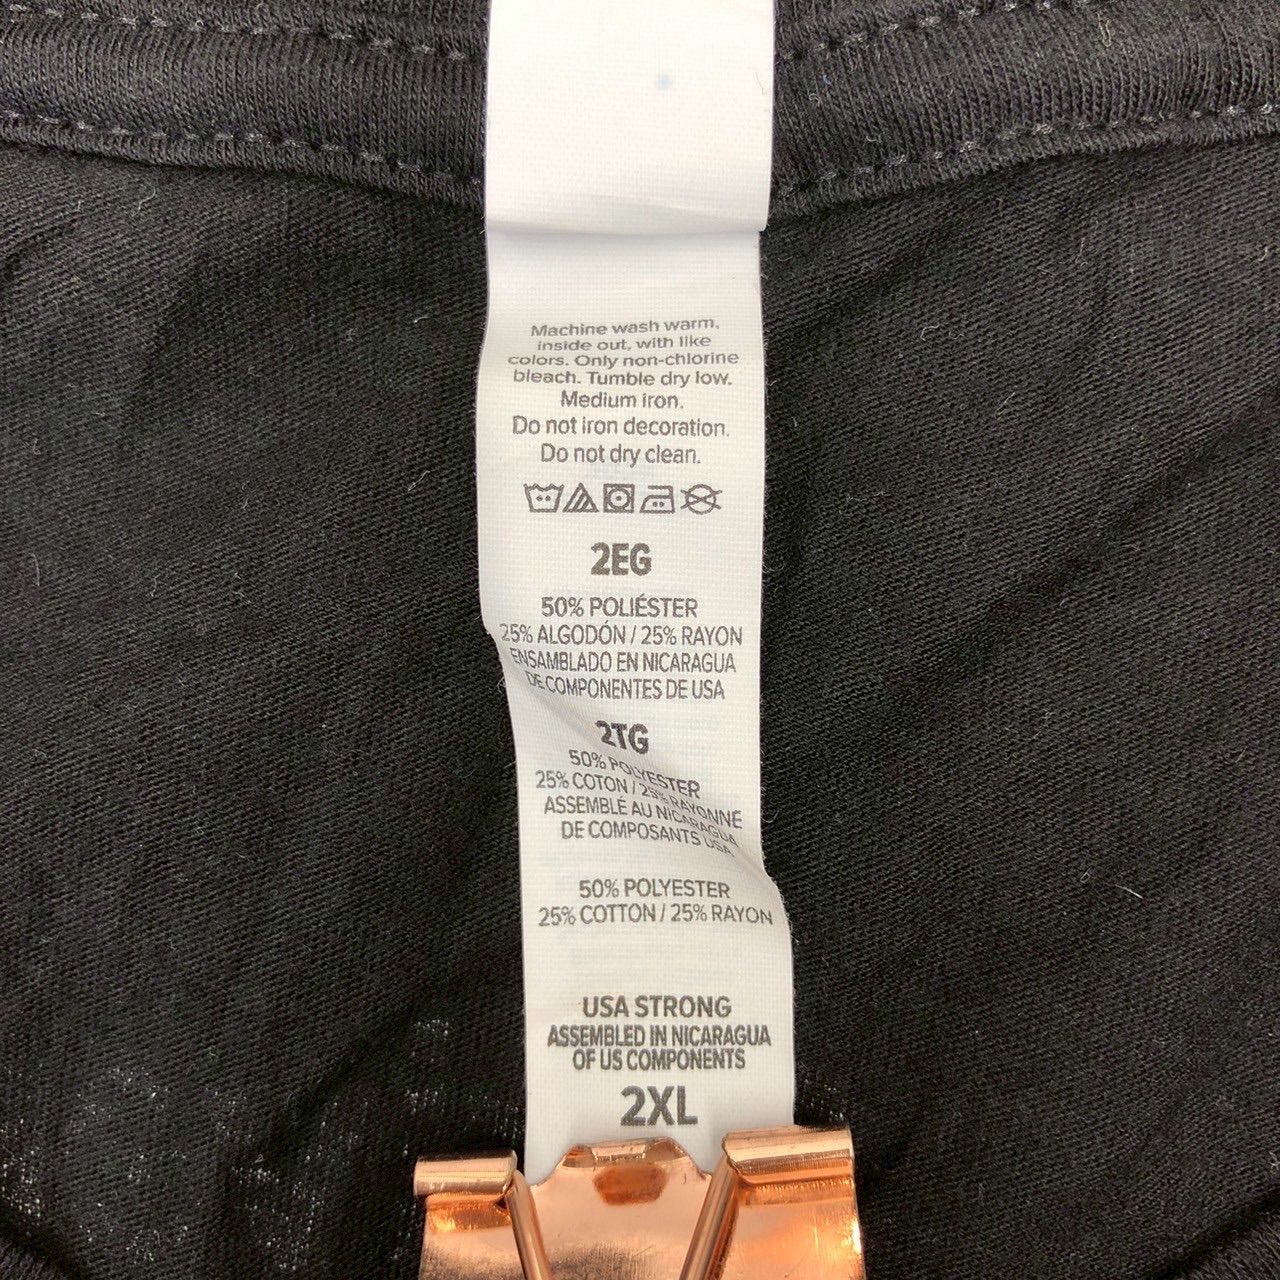 Machine wash warm,
inside out, with like
colors. Only non-chlorine
bleach. Tumble dry low.
Medium iron.
Do not iron decoration.
Do not dry clean.
2EG
50% POLIÉSTER
25% ALGODÓN / 25% RAYON
ENSAMBLADO EN NICARAGUA
DE COMPONENTES DE USA
2TG
50% POLYESTER
25% COTON / 25% RAYONNE
ASSEMBLÉ AU NICARAGUA
DE COMPOSANTS USA
50% POLYESTER
25% COTTON / 25% RAYON
USA STRONG
ASSEMBLED IN NICARAGUA
OF US COMPONENTS
2XL